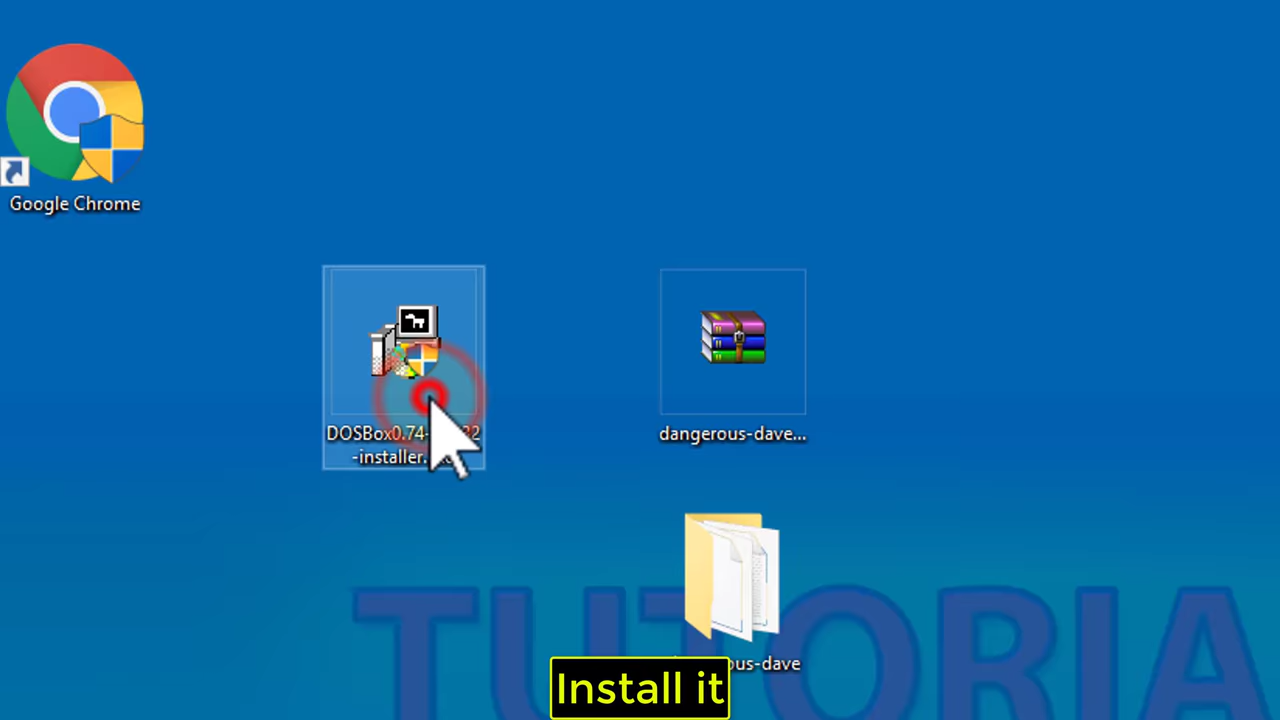 Google Chrome
DOSBox0.74-
-installer.
dangerous-dave...
TUTORIA
ous-dave
Install it